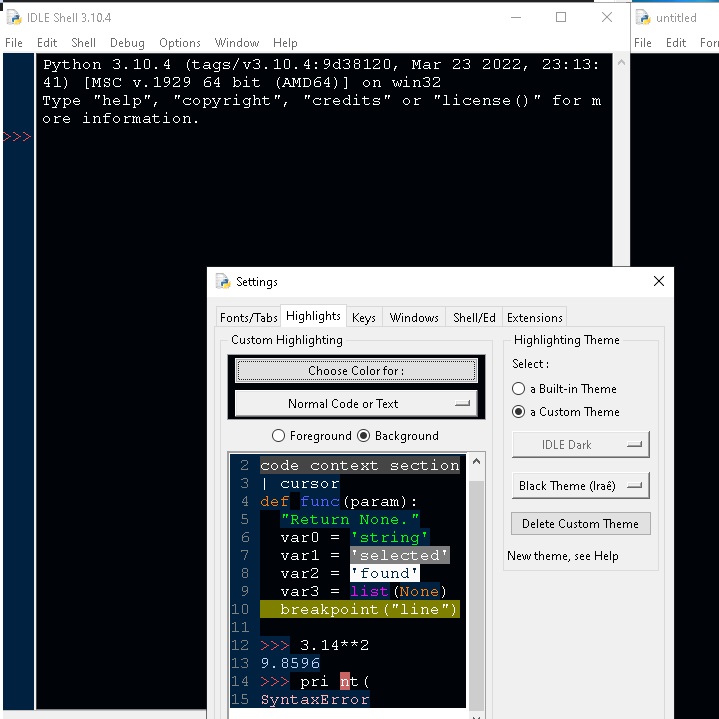 IDLE Shell 3.10.4
untitled
File Edit Shell Debug Options Window Help
File Edit For
Python 3.10.4 (tags/v3.10.4:9d38120, Mar 23 2022, 23:13:
41) [MSC v.1929 64 bit (AMD64)] on win32
Type "help", "copyright", "credits" or "license()" for m
ore information.
>>>
Settings
Fonts/Tabs Highlights Keys Windows Shell/Ed Extensions
Custom Highlighting
Choose Color for :
Normal Code or Text
Foreground Background
2 code context section
3 | cursor
4 def func(param):
5 "Return None."
6 var0 = 'string'
7 var1 = 'selected'
8 var2 = 'found'
9 var3 = list(None)
10 breakpoint("line")
11
12 >>> 3.14**2
13 9.8596
14 >>> pri nt(
15 SyntaxError
Highlighting Theme
Select :
a Built-in Theme
a Custom Theme
IDLE Dark
Black Theme (Iraê)
Delete Custom Theme
New theme, see Help